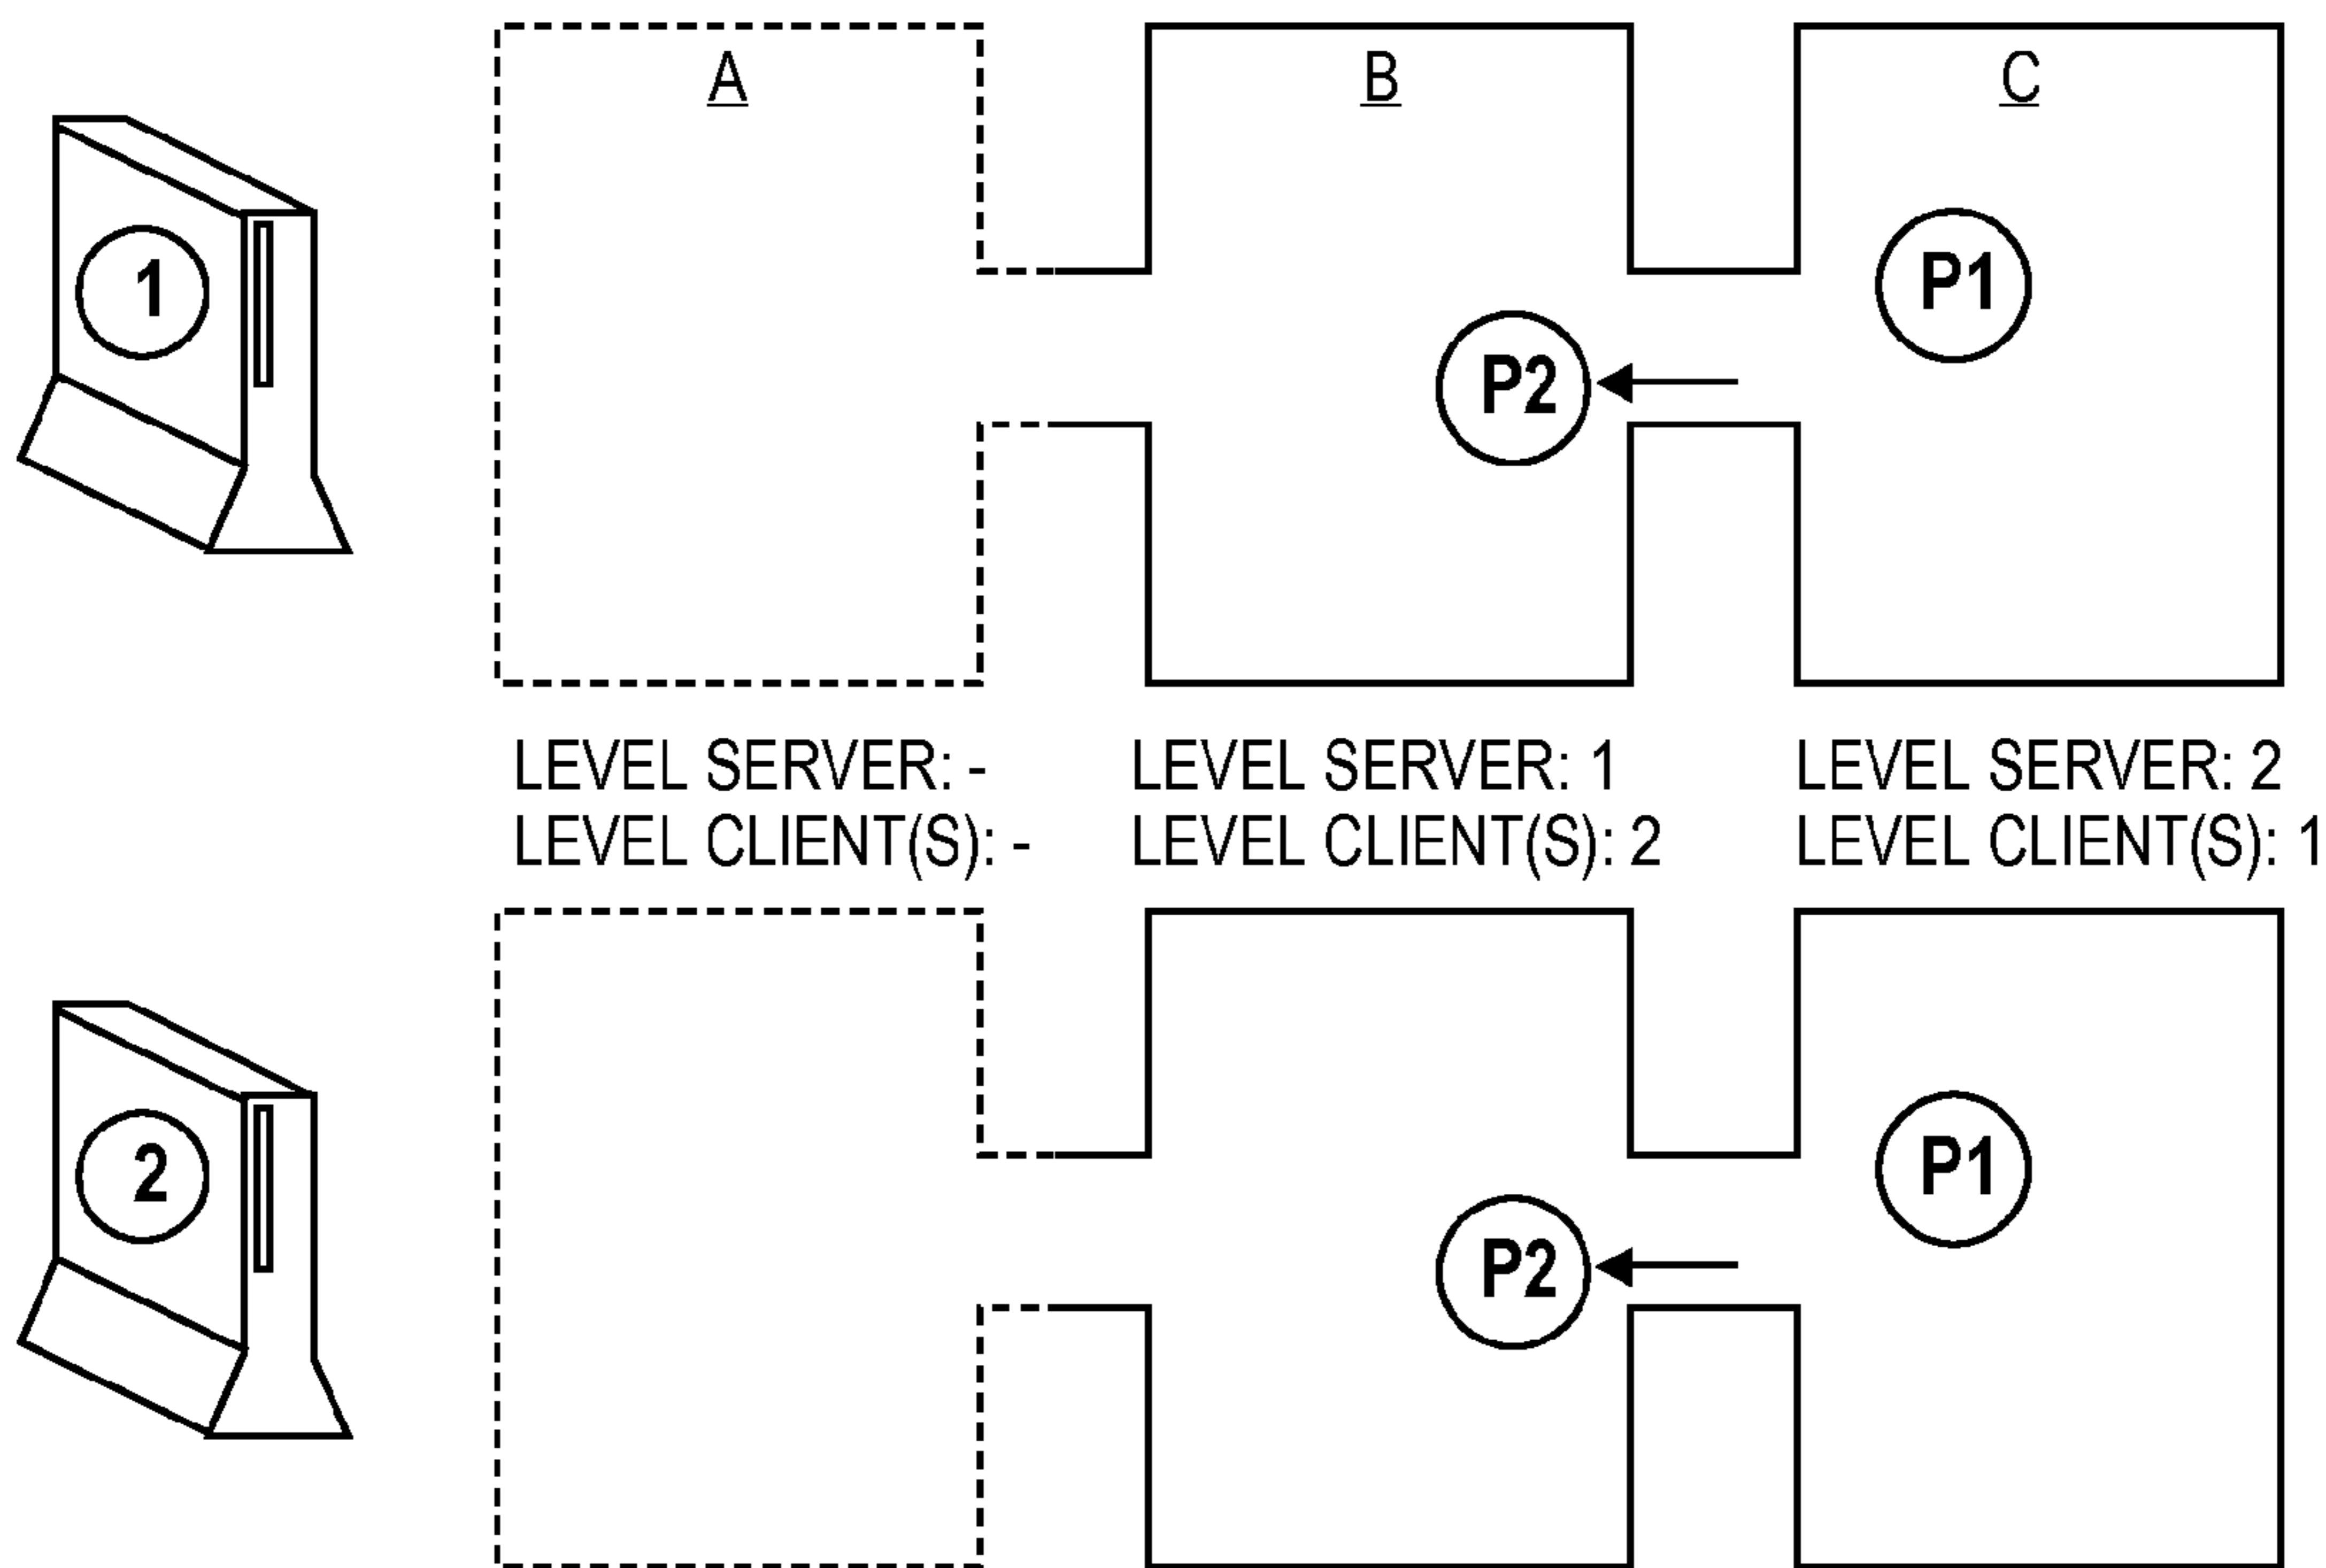 A
B
C
1
P1
P2
LEVEL SERVER: -
LEVEL CLIENT(S): -
LEVEL SERVER: 1
LEVEL CLIENT(S): 2
LEVEL SERVER: 2
LEVEL CLIENT(S): 1
2
P1
P2